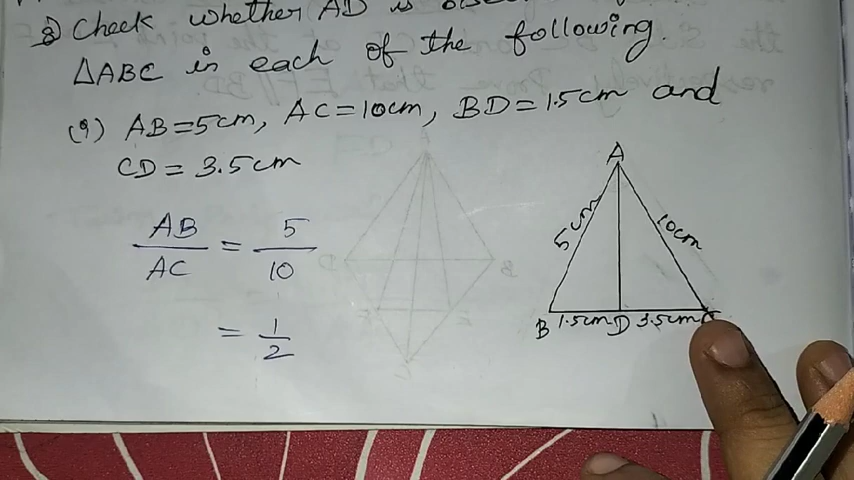 8) Check whether AD is
ΔABC in each of the following.
(i) AB=5cm, AC=10cm, BD=1.5cm and
CD=3.5cm
AB/AC = 5/10
= 1/2
A
5cm
10cm
B 1.5cm D 3.5cm C